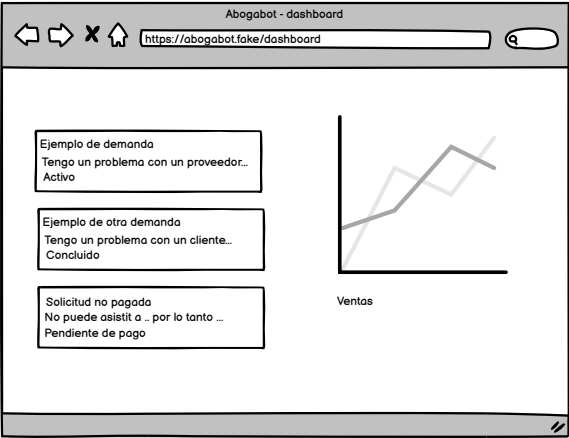 Abogabot - dashboard
https://abogabot.fake/dashboard
Ejemplo de demanda
Tengo un problema con un proveedor...
Activo
Ejemplo de otra demanda
Tengo un problema con un cliente...
Concluido
Solicitud no pagada
No puede asistit a .. por lo tanto ...
Pendiente de pago
Ventas